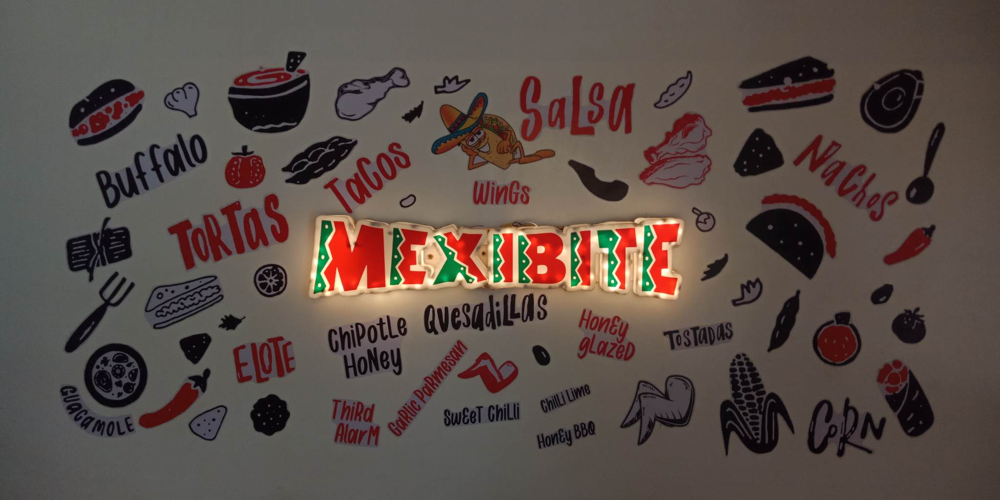 Salsa
Buffalo
Tacos
Nachos
Wings
Tortas
MEXIBITE
Quesadillas
Chipotle
Honey
Honey
Glazed
Tostadas
Elote
Garlic Parmesan
Guacamole
Third
Alarm
Sweet Chilli
Chilli Lime
Honey BBQ
Corn